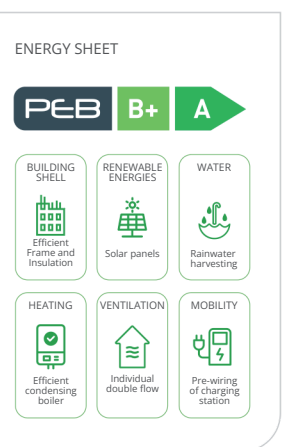 ENERGY SHEET
PEB B+ A
BUILDING
SHELL
Efficient
Frame and
Insulation
RENEWABLE
ENERGIES
Solar panels
WATER
Rainwater
harvesting
HEATING
Efficient
condensing
boiler
VENTILATION
Individual
double flow
MOBILITY
Pre-wiring
of charging
station